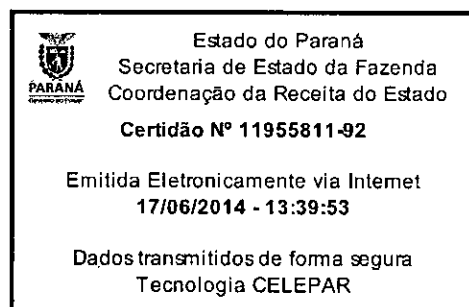 Estado do Paraná
Secretaria de Estado da Fazenda
Coordenação da Receita do Estado
PARANÁ
Certidão Nº 11955811-92
Emitida Eletronicamente via Internet
17/06/2014 - 13:39:53
Dados transmitidos de forma segura
Tecnologia CELEPAR